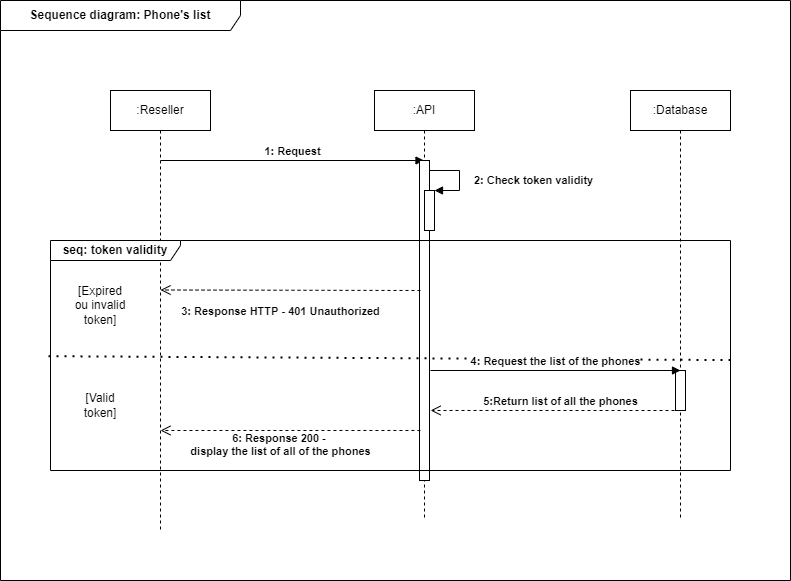 Sequence diagram: Phone's list
:Reseller
:API
:Database
1: Request
2: Check token validity
seq: token validity
[Expired
ou invalid
token]
3: Response HTTP - 401 Unauthorized
4: Request the list of the phones
[Valid
token]
5:Return list of all the phones
6: Response 200 -
display the list of all of the phones